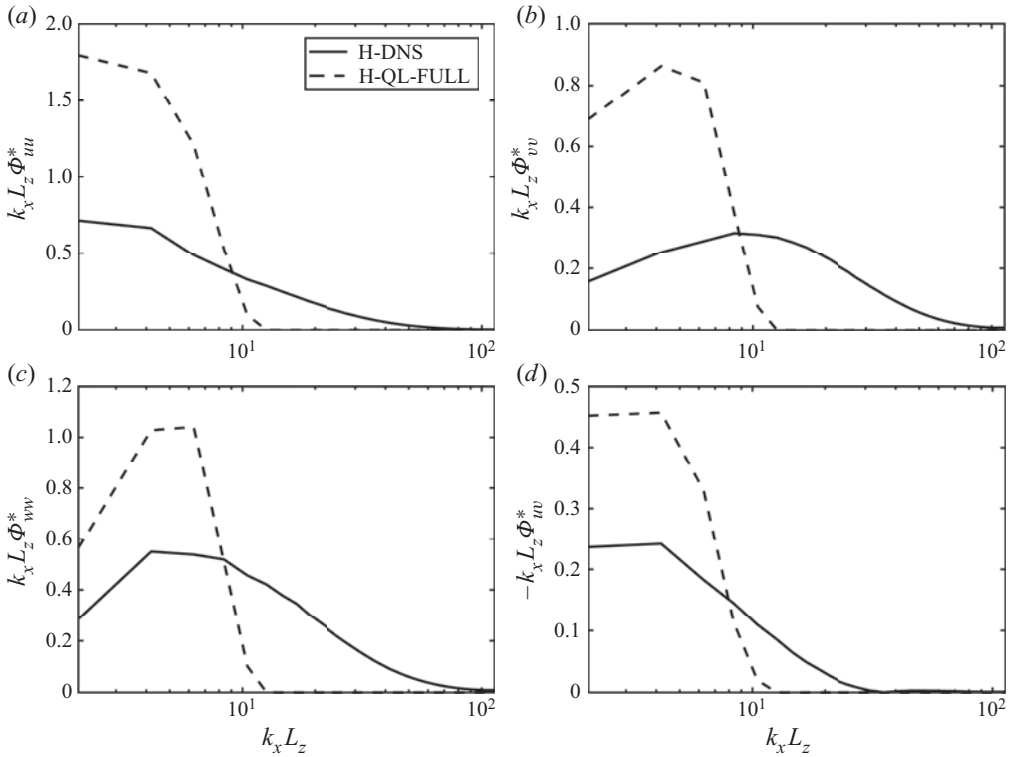 (a)
2.0
1.5
1.0
0.5
0
k_x L_z Φ*_uu
H-DNS
H-QL-FULL
10^1
10^2
(b)
1.0
0.8
0.6
0.4
0.2
0
k_x L_z Φ*_vv
10^1
10^2
(c)
1.2
1.0
0.8
0.6
0.4
0.2
0
k_x L_z Φ*_ww
10^1
10^2
k_x L_z
(d)
0.5
0.4
0.3
0.2
0.1
0
−k_x L_z Φ*_uv
10^1
10^2
k_x L_z